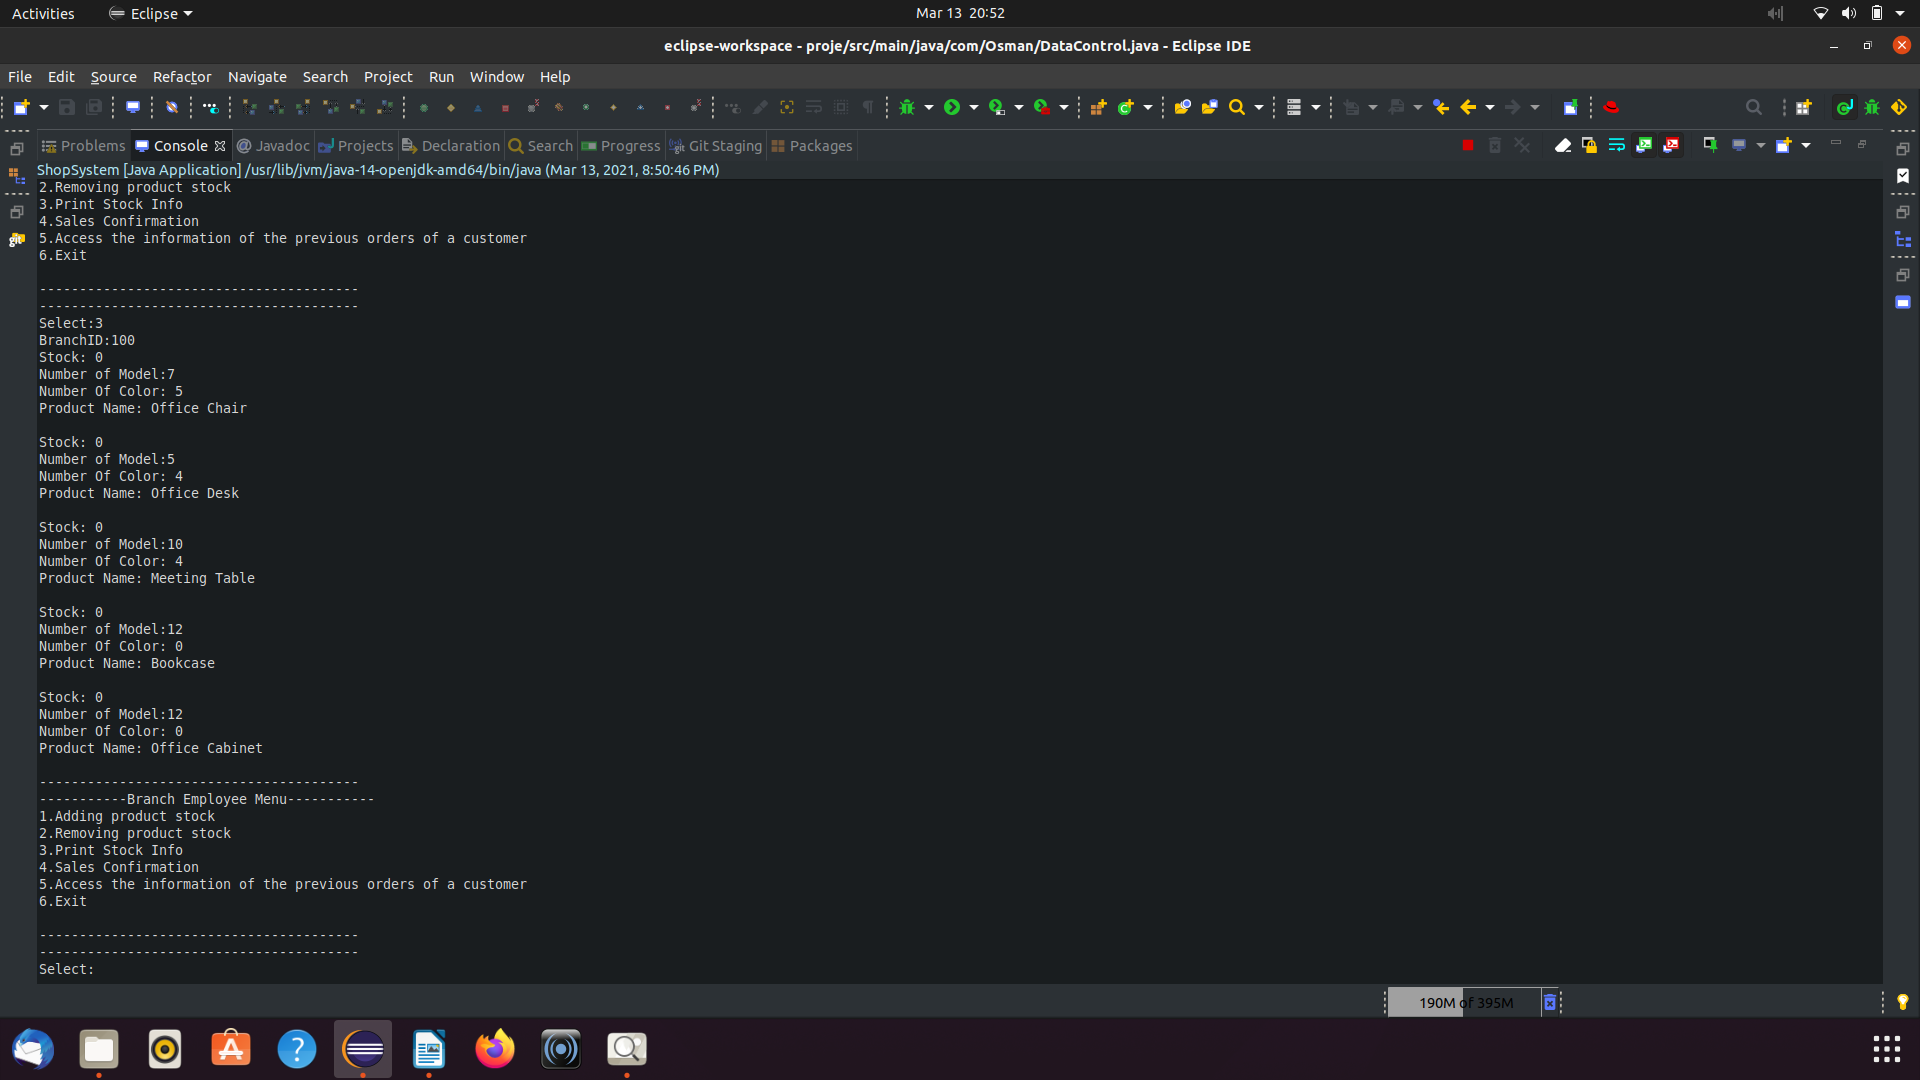 Activities Eclipse Mar 13 20:52
eclipse-workspace - proje/src/main/java/com/Osman/DataControl.java - Eclipse IDE
File Edit Source Refactor Navigate Search Project Run Window Help
Problems Console Javadoc Projects Declaration Search Progress Git Staging Packages
ShopSystem [Java Application] /usr/lib/jvm/java-14-openjdk-amd64/bin/java (Mar 13, 2021, 8:50:46 PM)
2.Removing product stock
3.Print Stock Info
4.Sales Confirmation
5.Access the information of the previous orders of a customer
6.Exit
----------------------------------------
----------------------------------------
Select:3
BranchID:100
Stock: 0
Number of Model:7
Number Of Color: 5
Product Name: Office Chair
Stock: 0
Number of Model:5
Number Of Color: 4
Product Name: Office Desk
Stock: 0
Number of Model:10
Number Of Color: 4
Product Name: Meeting Table
Stock: 0
Number of Model:12
Number Of Color: 0
Product Name: Bookcase
Stock: 0
Number of Model:12
Number Of Color: 0
Product Name: Office Cabinet
----------------------------------------
-----------Branch Employee Menu-----------
1.Adding product stock
2.Removing product stock
3.Print Stock Info
4.Sales Confirmation
5.Access the information of the previous orders of a customer
6.Exit
----------------------------------------
----------------------------------------
Select:
190M of 395M